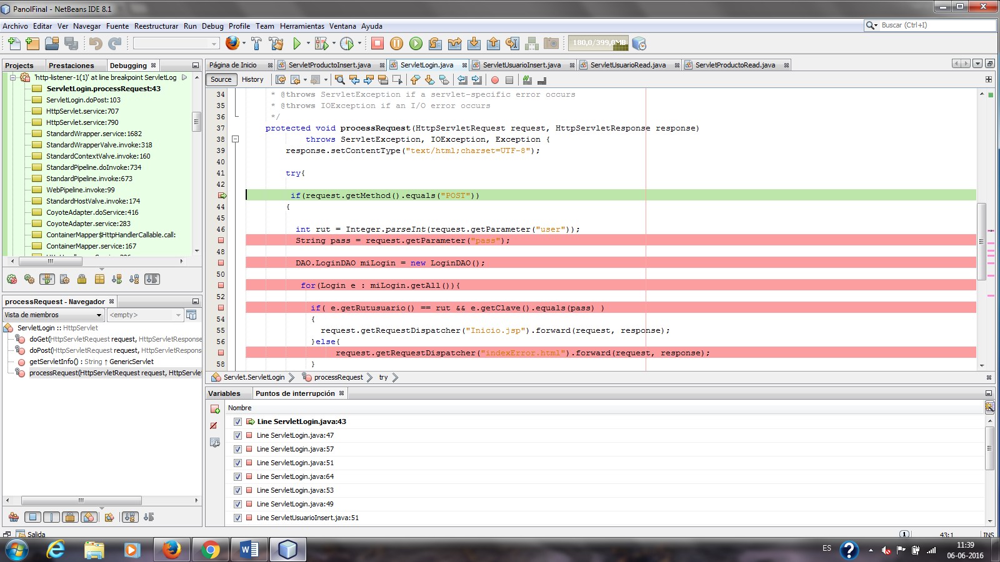 PanolFinal - NetBeans IDE 8.1
Archivo Editar Ver Navegar Fuente Reestructurar Run Debug Profile Team Herramientas Ventana Ayuda
Buscar (Ctrl+I)
180,0/399,0MB
Projects Prestaciones Debugging
'http-listener-1(1)' at line breakpoint ServletLog
ServletLogin.processRequest:43
ServletLogin.doPost:103
HttpServlet.service:707
HttpServlet.service:790
StandardWrapper.service:1682
StandardWrapperValve.invoke:318
StandardContextValve.invoke:160
StandardPipeline.doInvoke:734
StandardPipeline.invoke:673
WebPipeline.invoke:99
StandardHostValve.invoke:174
CoyoteAdapter.doService:416
CoyoteAdapter.service:283
ContainerMapper$HttpHandlerCallable.call:
ContainerMapper.service:167
processRequest - Navegador
Vista de miembros <empty>
ServletLogin :: HttpServlet
doGet(HttpServletRequest request, HttpServletResponse
doPost(HttpServletRequest request, HttpServletRespons
getServletInfo() : String ↑ GenericServlet
processRequest(HttpServletRequest request, HttpServlet
Página de Inicio ServletProductoInsert.java ServletLogin.java ServletUsuarioInsert.java ServletUsuarioRead.java ServletProductoRead.java
Source History
34 * @throws ServletException if a servlet-specific error occurs
35 * @throws IOException if an I/O error occurs
36 */
37 protected void processRequest(HttpServletRequest request, HttpServletResponse response)
38 throws ServletException, IOException, Exception {
39 response.setContentType("text/html;charset=UTF-8");
40
41 try{
42
if(request.getMethod().equals("POST"))
44 {
45
46 int rut = Integer.parseInt(request.getParameter("user"));
String pass = request.getParameter("pass");
48
DAO.LoginDAO miLogin = new LoginDAO();
50
for(Login e : miLogin.getAll()){
52
if( e.getRutusuario() == rut && e.getClave().equals(pass) )
54 {
55 request.getRequestDispatcher("Inicio.jsp").forward(request, response);
56 }else{
request.getRequestDispatcher("indexError.html").forward(request, response);
58 }
Servlet.ServletLogin processRequest try
Variables Puntos de interrupción
Nombre
Line ServletLogin.java:43
Line ServletLogin.java:47
Line ServletLogin.java:57
Line ServletLogin.java:51
Line ServletLogin.java:64
Line ServletLogin.java:53
Line ServletLogin.java:49
Line ServletUsuarioInsert.java:51
Salida
1 43:1 INS
ES 11:39
06-06-2016